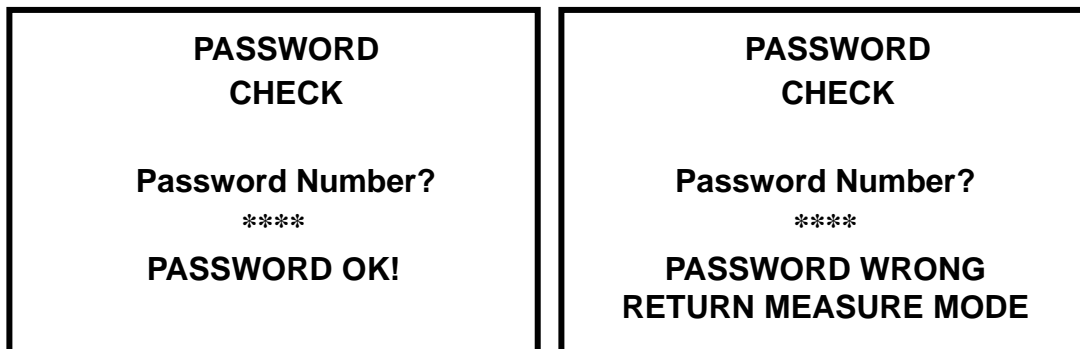 PASSWORD
CHECK
Password Number?
****
PASSWORD OK!
PASSWORD
CHECK
Password Number?
****
PASSWORD WRONG
RETURN MEASURE MODE